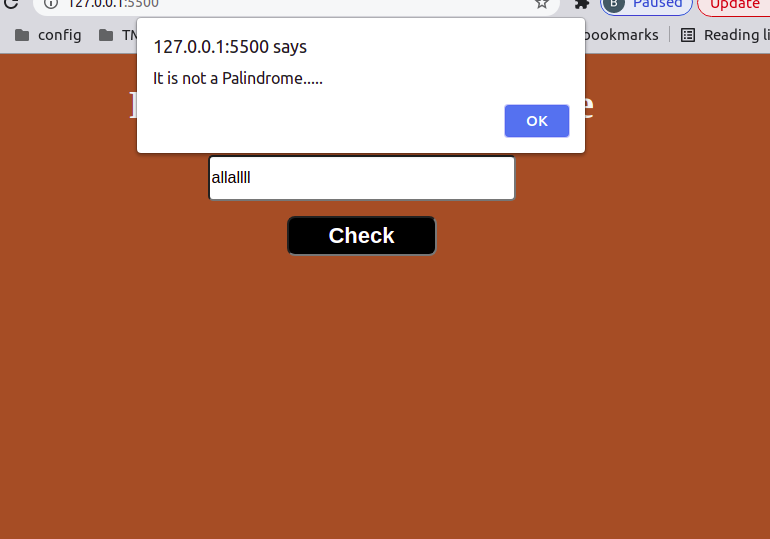 127.0.0.1:5500
B Paused Update
config
bookmarks
Reading li
127.0.0.1:5500 says
It is not a Palindrome.....
OK
allallll
Check